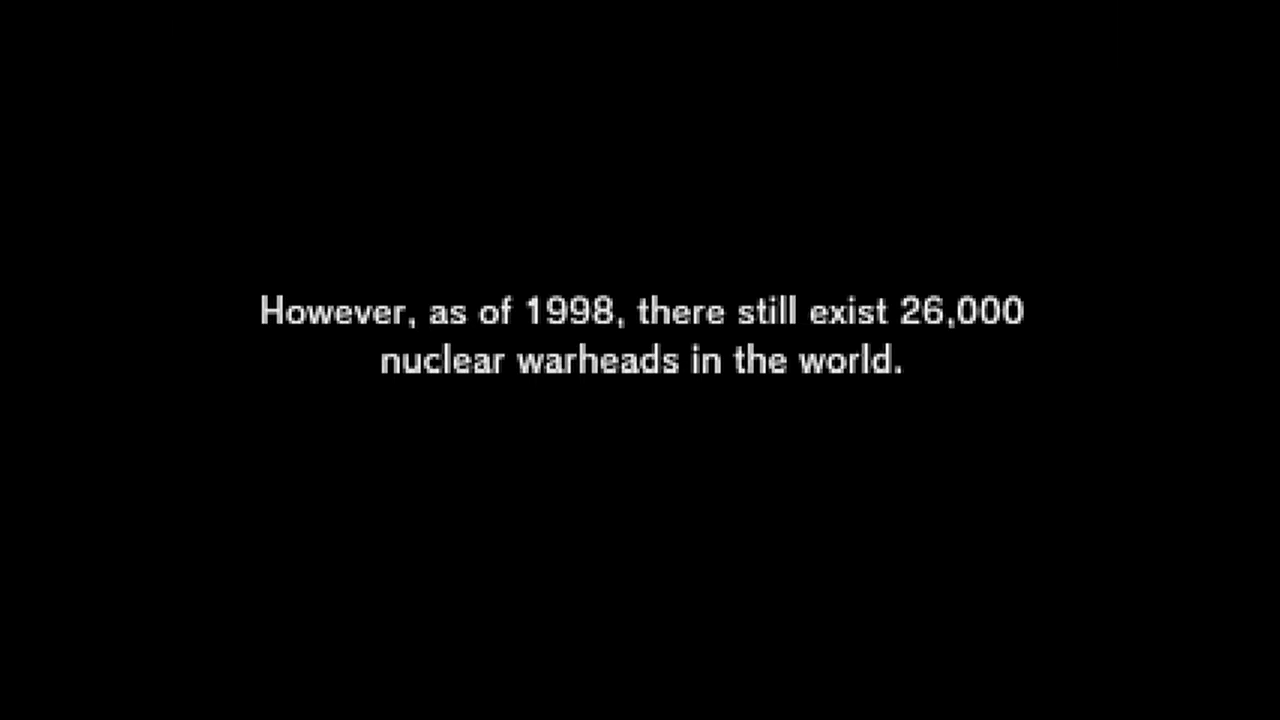 However, as of 1998, there still exist 26,000
nuclear warheads in the world.